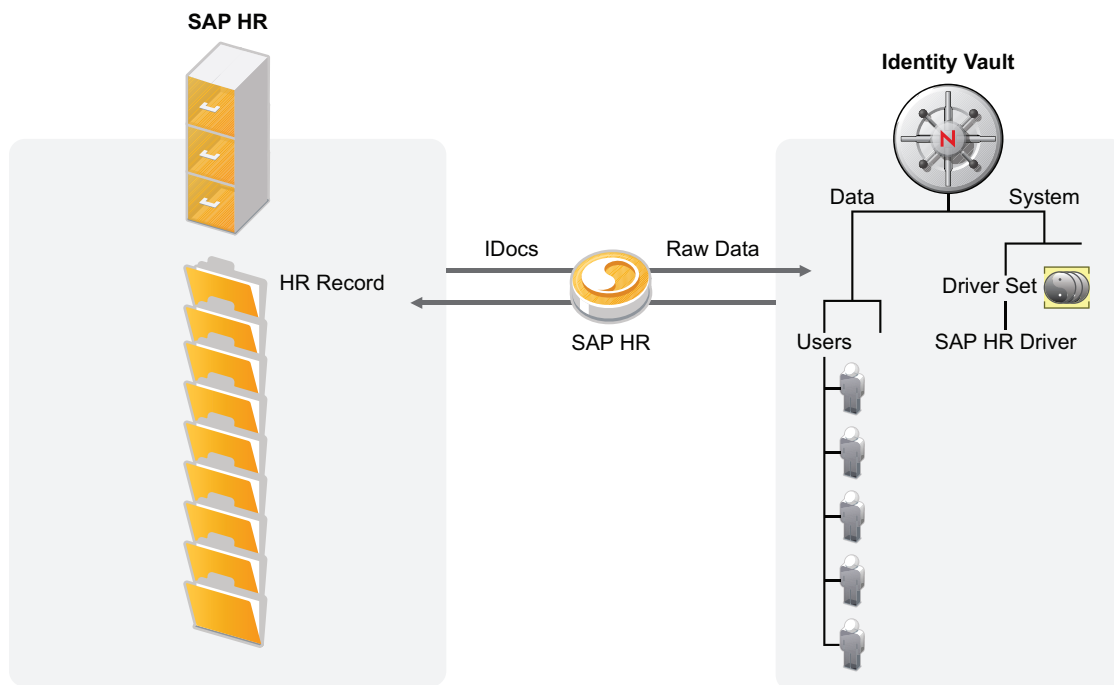 SAP HR
Identity Vault
N
Data
System
IDocs
Raw Data
HR Record
Driver Set
SAP HR
Users
SAP HR Driver